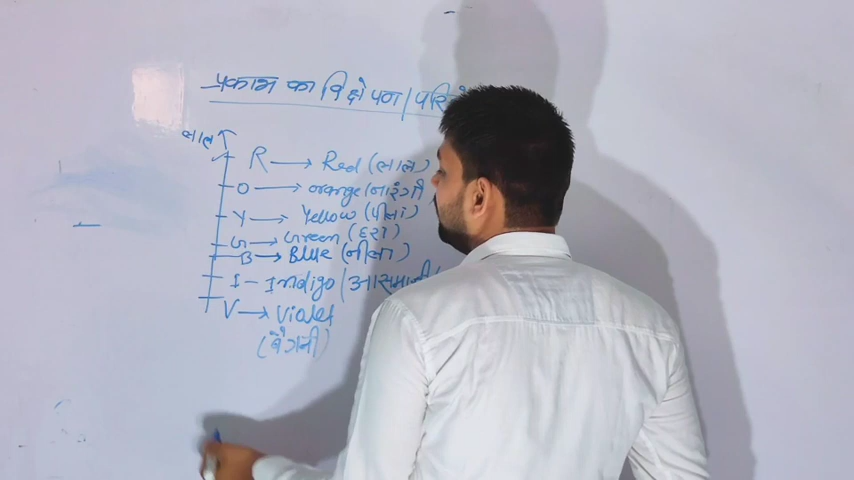 प्रकाश का विक्षेपण /
लाल
R → Red (लाल)
O → orange (नारंगी
Y → Yellow (पीला)
G → Green (हरा)
B → Blue (नीला)
I - Indigo (आसमानी
V → Violet
(बैंगनी)